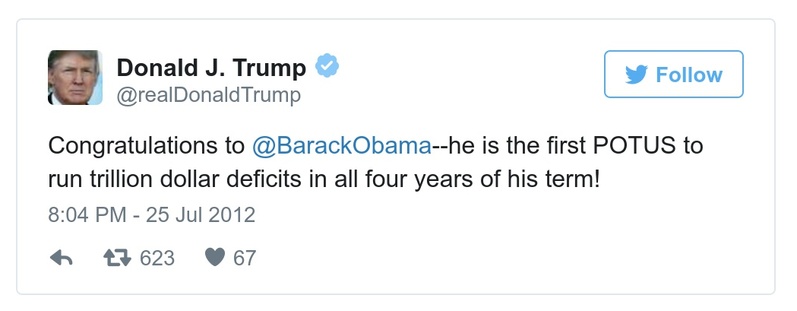 Donald J. Trump
@realDonaldTrump
Follow
Congratulations to @BarackObama--he is the first POTUS to
run trillion dollar deficits in all four years of his term!
8:04 PM - 25 Jul 2012
623 67